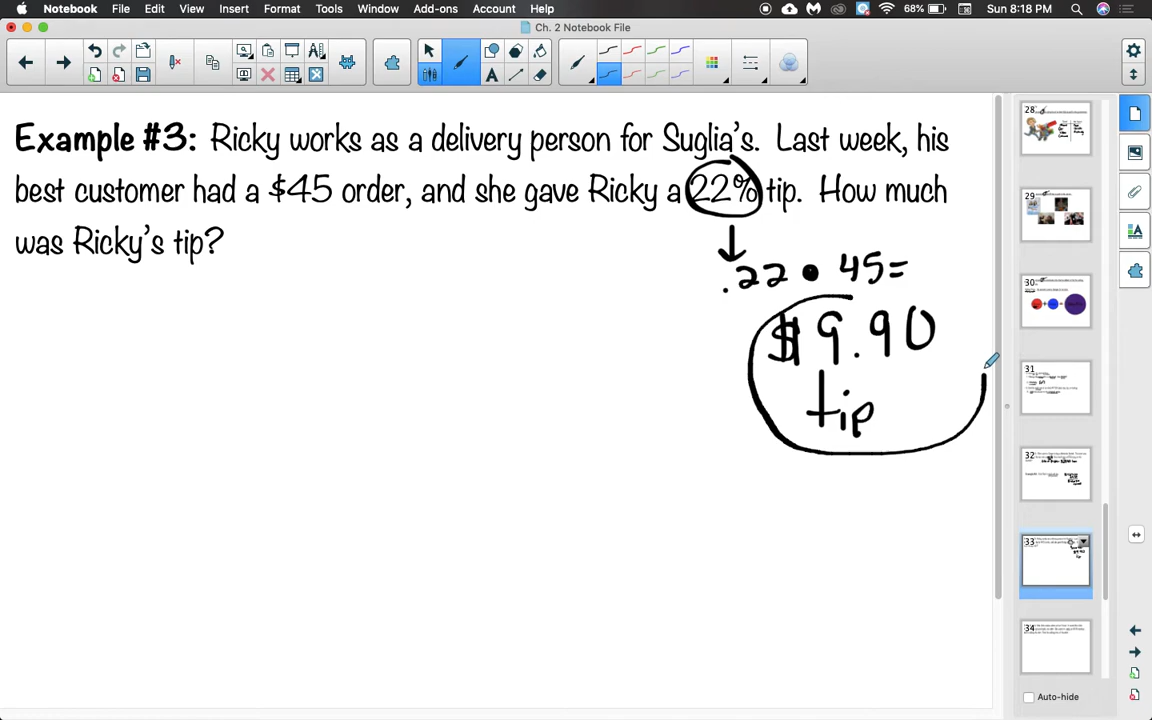 Notebook File Edit View Insert Format Tools Window Add-ons Account Help 68% Sun 8:18 PM
Ch. 2 Notebook File
Example #3: Ricky works as a delivery person for Suglia's. Last week, his
best customer had a $45 order, and she gave Ricky a 22% tip. How much
was Ricky's tip?
.22 • 45=
$9.90
tip
28
29
30
31
32
33
34
Auto-hide